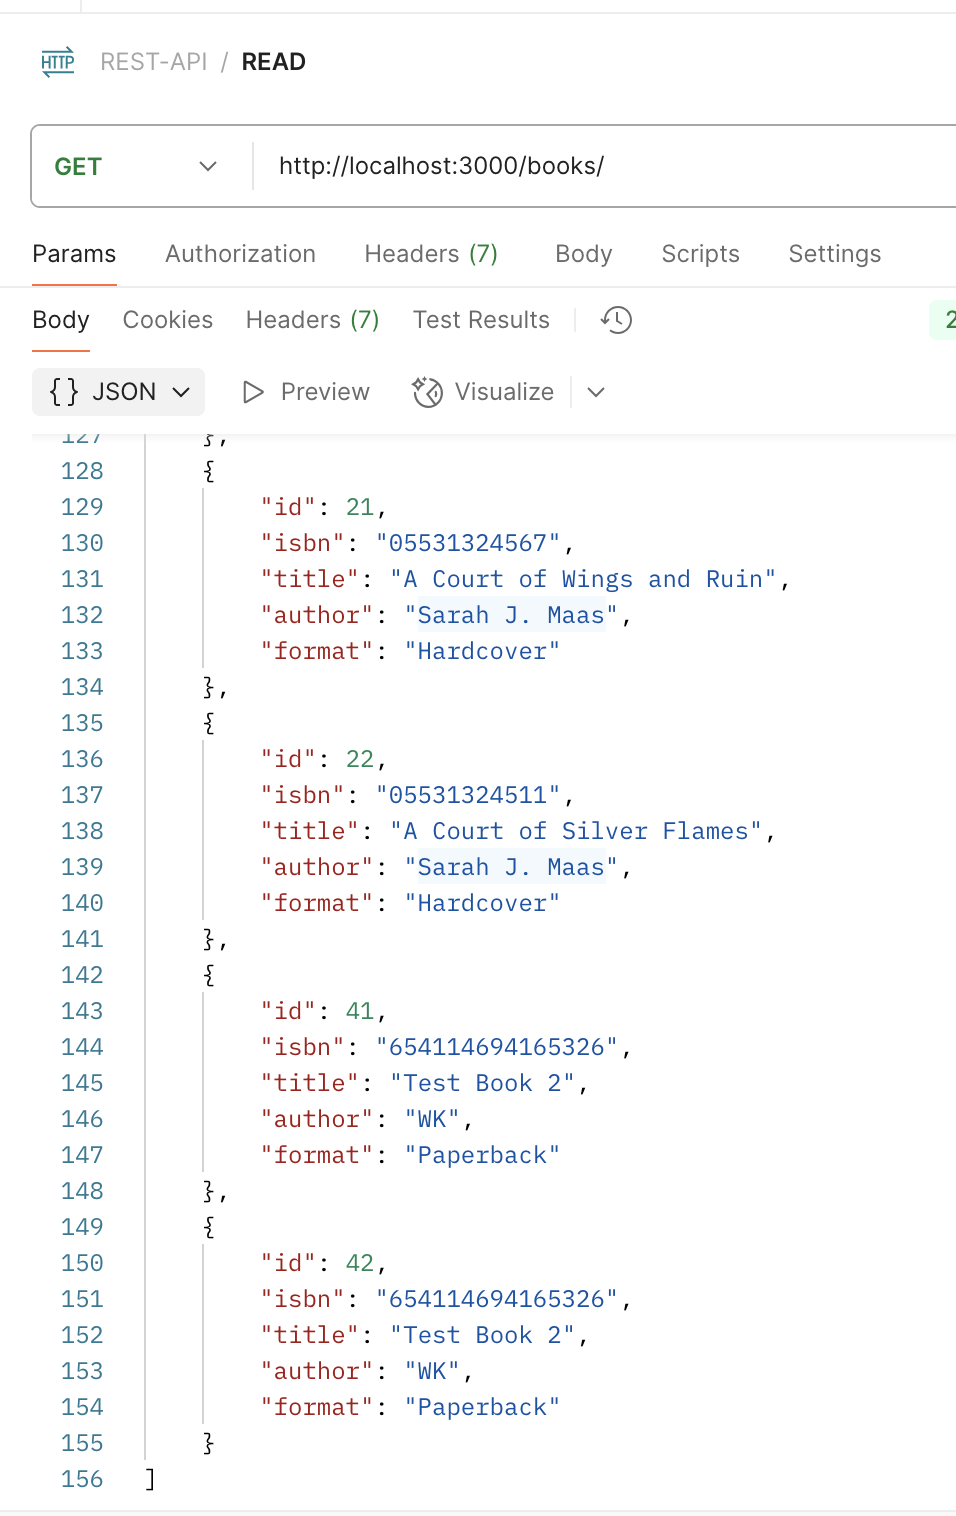 HTTP REST-API / READ
GET http://localhost:3000/books/
Params Authorization Headers (7) Body Scripts Settings
Body Cookies Headers (7) Test Results 2
{} JSON Preview Visualize
127 },
128 {
129 "id": 21,
130 "isbn": "05531324567",
131 "title": "A Court of Wings and Ruin",
132 "author": "Sarah J. Maas",
133 "format": "Hardcover"
134 },
135 {
136 "id": 22,
137 "isbn": "05531324511",
138 "title": "A Court of Silver Flames",
139 "author": "Sarah J. Maas",
140 "format": "Hardcover"
141 },
142 {
143 "id": 41,
144 "isbn": "654114694165326",
145 "title": "Test Book 2",
146 "author": "WK",
147 "format": "Paperback"
148 },
149 {
150 "id": 42,
151 "isbn": "654114694165326",
152 "title": "Test Book 2",
153 "author": "WK",
154 "format": "Paperback"
155 }
156 ]